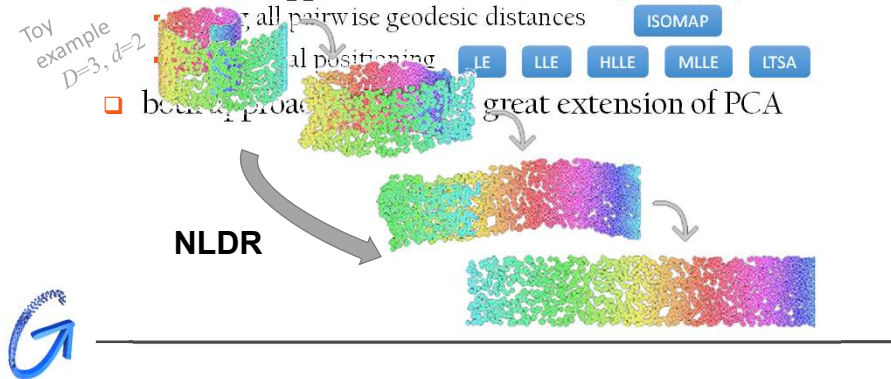 all pairwise geodesic distances ISOMAP
Toy
example
D=3, d=2
positioning LE LLE HLLE MLLE LTSA
both great extension of PCA
NLDR